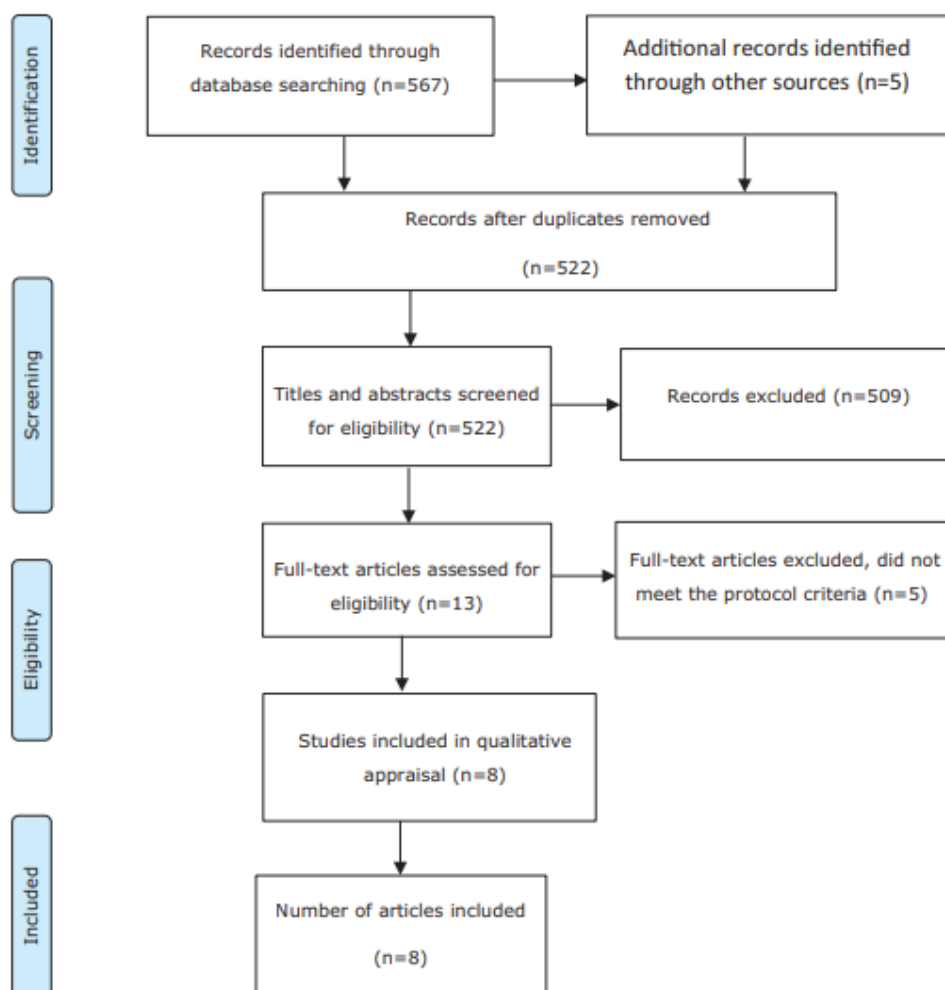 Identification
Records identified through
database searching (n=567)
Additional records identified
through other sources (n=5)
Records after duplicates removed
(n=522)
Screening
Titles and abstracts screened
for eligibility (n=522)
Records excluded (n=509)
Eligibility
Full-text articles assessed for
eligibility (n=13)
Full-text articles excluded, did not
meet the protocol criteria (n=5)
Studies included in qualitative
appraisal (n=8)
Included
Number of articles included
(n=8)